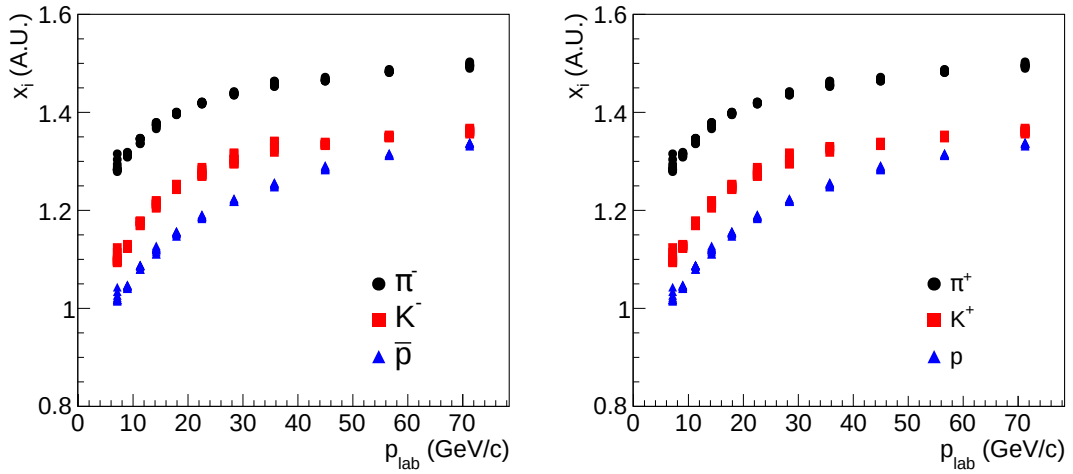 x_i (A.U.)
1.6
1.4
1.2
1
0.8
π⁻
K⁻
p̅
0 10 20 30 40 50 60 70
p_lab (GeV/c)
x_i (A.U.)
1.6
1.4
1.2
1
0.8
π⁺
K⁺
p
0 10 20 30 40 50 60 70
p_lab (GeV/c)